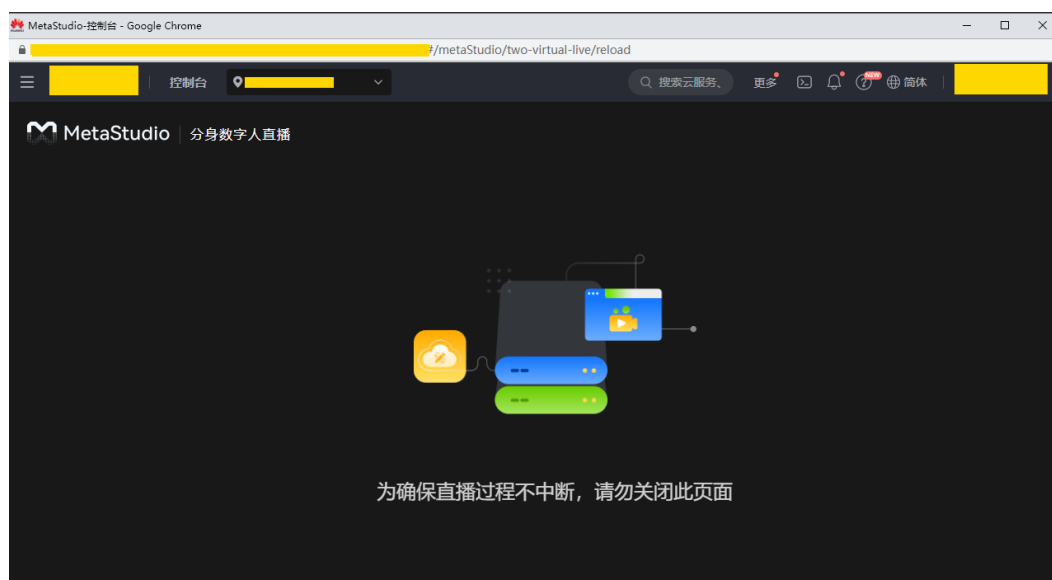 MetaStudio-控制台 - Google Chrome
#/metaStudio/two-virtual-live/reload
控制台 搜索云服务、 更多 NEW 简体
MetaStudio 分身数字人直播
为确保直播过程不中断，请勿关闭此页面